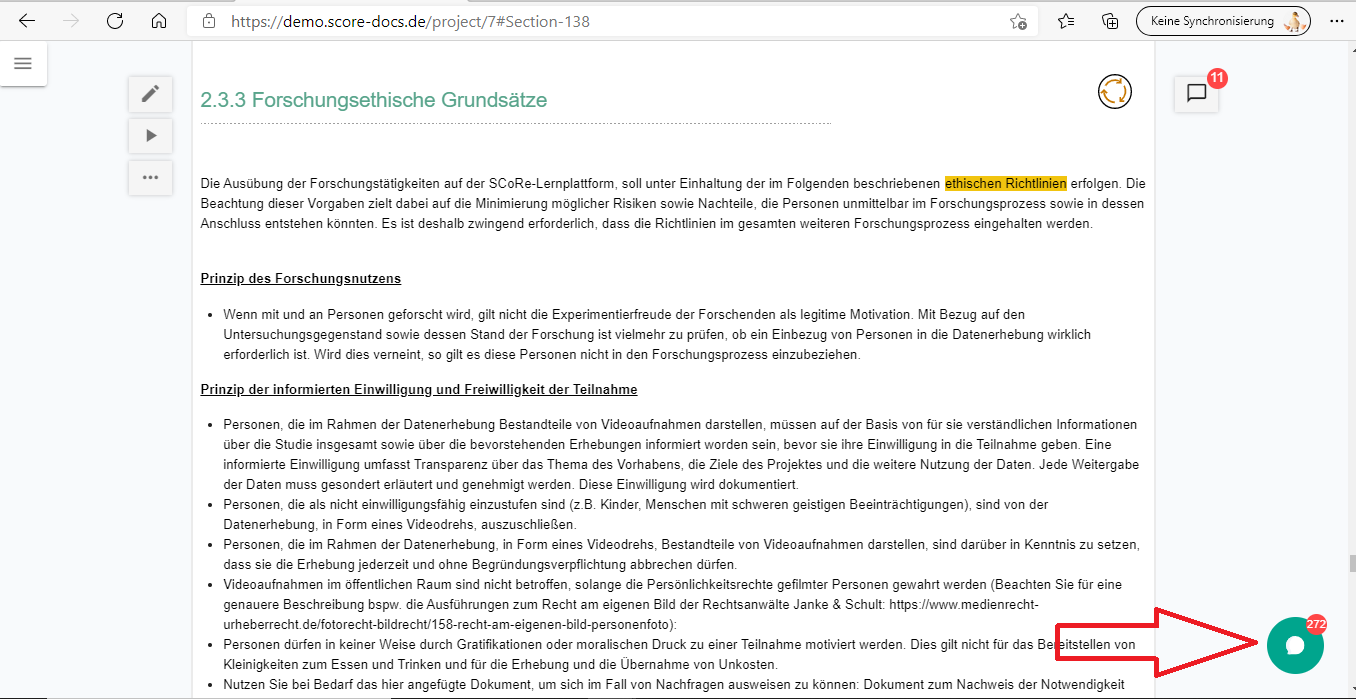 https://demo.score-docs.de/project/7#Section-138
Keine Synchronisierung
2.3.3 Forschungsethische Grundsätze
11
Die Ausübung der Forschungstätigkeiten auf der SCoRe-Lernplattform, soll unter Einhaltung der im Folgenden beschriebenen ethischen Richtlinien erfolgen. Die
Beachtung dieser Vorgaben zielt dabei auf die Minimierung möglicher Risiken sowie Nachteile, die Personen unmittelbar im Forschungsprozess sowie in dessen
Anschluss entstehen könnten. Es ist deshalb zwingend erforderlich, dass die Richtlinien im gesamten weiteren Forschungsprozess eingehalten werden.
Prinzip des Forschungsnutzens
• Wenn mit und an Personen geforscht wird, gilt nicht die Experimentierfreude der Forschenden als legitime Motivation. Mit Bezug auf den
Untersuchungsgegenstand sowie dessen Stand der Forschung ist vielmehr zu prüfen, ob ein Einbezug von Personen in die Datenerhebung wirklich
erforderlich ist. Wird dies verneint, so gilt es diese Personen nicht in den Forschungsprozess einzubeziehen.
Prinzip der informierten Einwilligung und Freiwilligkeit der Teilnahme
• Personen, die im Rahmen der Datenerhebung Bestandteile von Videoaufnahmen darstellen, müssen auf der Basis von für sie verständlichen Informationen
über die Studie insgesamt sowie über die bevorstehenden Erhebungen informiert worden sein, bevor sie ihre Einwilligung in die Teilnahme geben. Eine
informierte Einwilligung umfasst Transparenz über das Thema des Vorhabens, die Ziele des Projektes und die weitere Nutzung der Daten. Jede Weitergabe
der Daten muss gesondert erläutert und genehmigt werden. Diese Einwilligung wird dokumentiert.
• Personen, die als nicht einwilligungsfähig einzustufen sind (z.B. Kinder, Menschen mit schweren geistigen Beeinträchtigungen), sind von der
Datenerhebung, in Form eines Videodrehs, auszuschließen.
• Personen, die im Rahmen der Datenerhebung, in Form eines Videodrehs, Bestandteile von Videoaufnahmen darstellen, sind darüber in Kenntnis zu setzen,
dass sie die Erhebung jederzeit und ohne Begründungsverpflichtung abbrechen dürfen.
• Videoaufnahmen im öffentlichen Raum sind nicht betroffen, solange die Persönlichkeitsrechte gefilmter Personen gewahrt werden (Beachten Sie für eine
genauere Beschreibung bspw. die Ausführungen zum Recht am eigenen Bild der Rechtsanwälte Janke & Schult: https://www.medienrecht-
urheberrecht.de/fotorecht-bildrecht/158-recht-am-eigenen-bild-personenfoto):
• Personen dürfen in keiner Weise durch Gratifikationen oder moralischen Druck zu einer Teilnahme motiviert werden. Dies gilt nicht für das Bereitstellen von
Kleinigkeiten zum Essen und Trinken und für die Erhebung und die Übernahme von Unkosten.
• Nutzen Sie bei Bedarf das hier angefügte Dokument, um sich im Fall von Nachfragen ausweisen zu können: Dokument zum Nachweis der Notwendigkeit
272